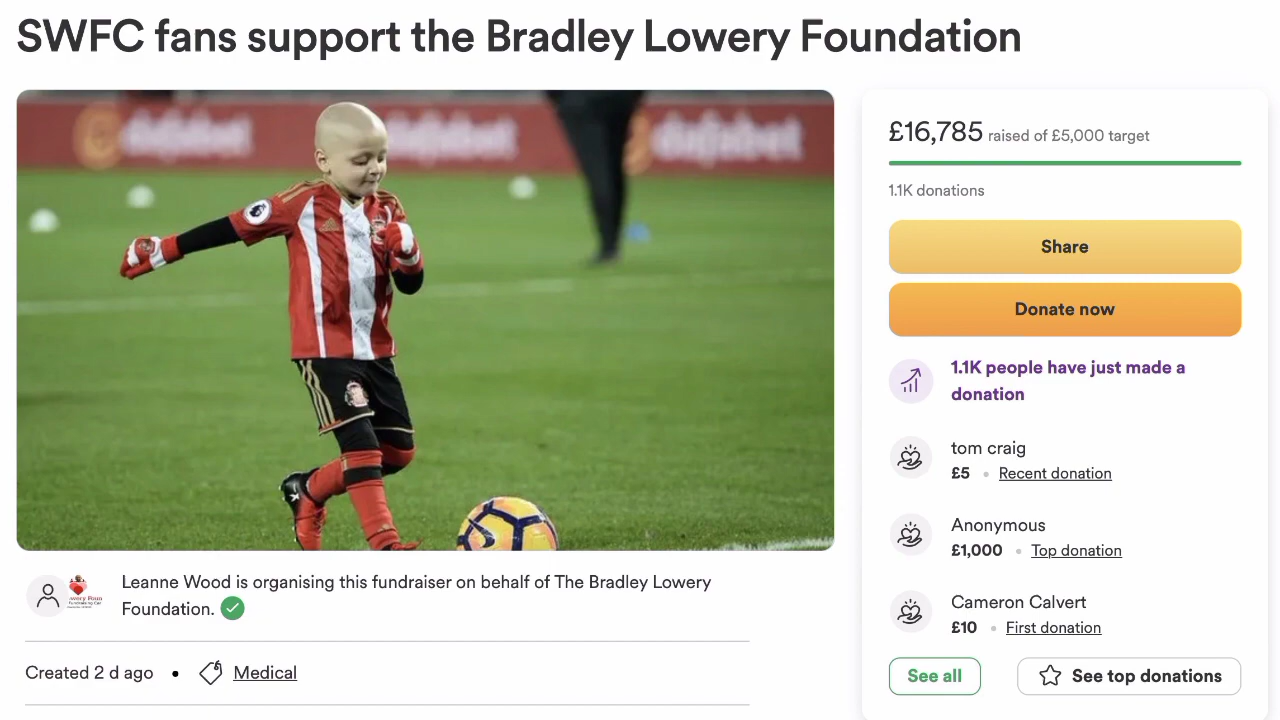 SWFC fans support the Bradley Lowery Foundation
dafabet dafabet dafabet
£16,785 raised of £5,000 target
1.1K donations
Share
Donate now
1.1K people have just made a
donation
tom craig
£5 • Recent donation
Anonymous
£1,000 • Top donation
Cameron Calvert
£10 • First donation
See all
See top donations
Leanne Wood is organising this fundraiser on behalf of The Bradley Lowery
Foundation.
Created 2 d ago • Medical